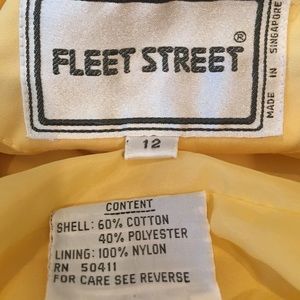 FLEET STREET®
MADE IN SINGAPORE
12
CONTENT
SHELL: 60% COTTON
40% POLYESTER
LINING: 100% NYLON
RN 50411
FOR CARE SEE REVERSE